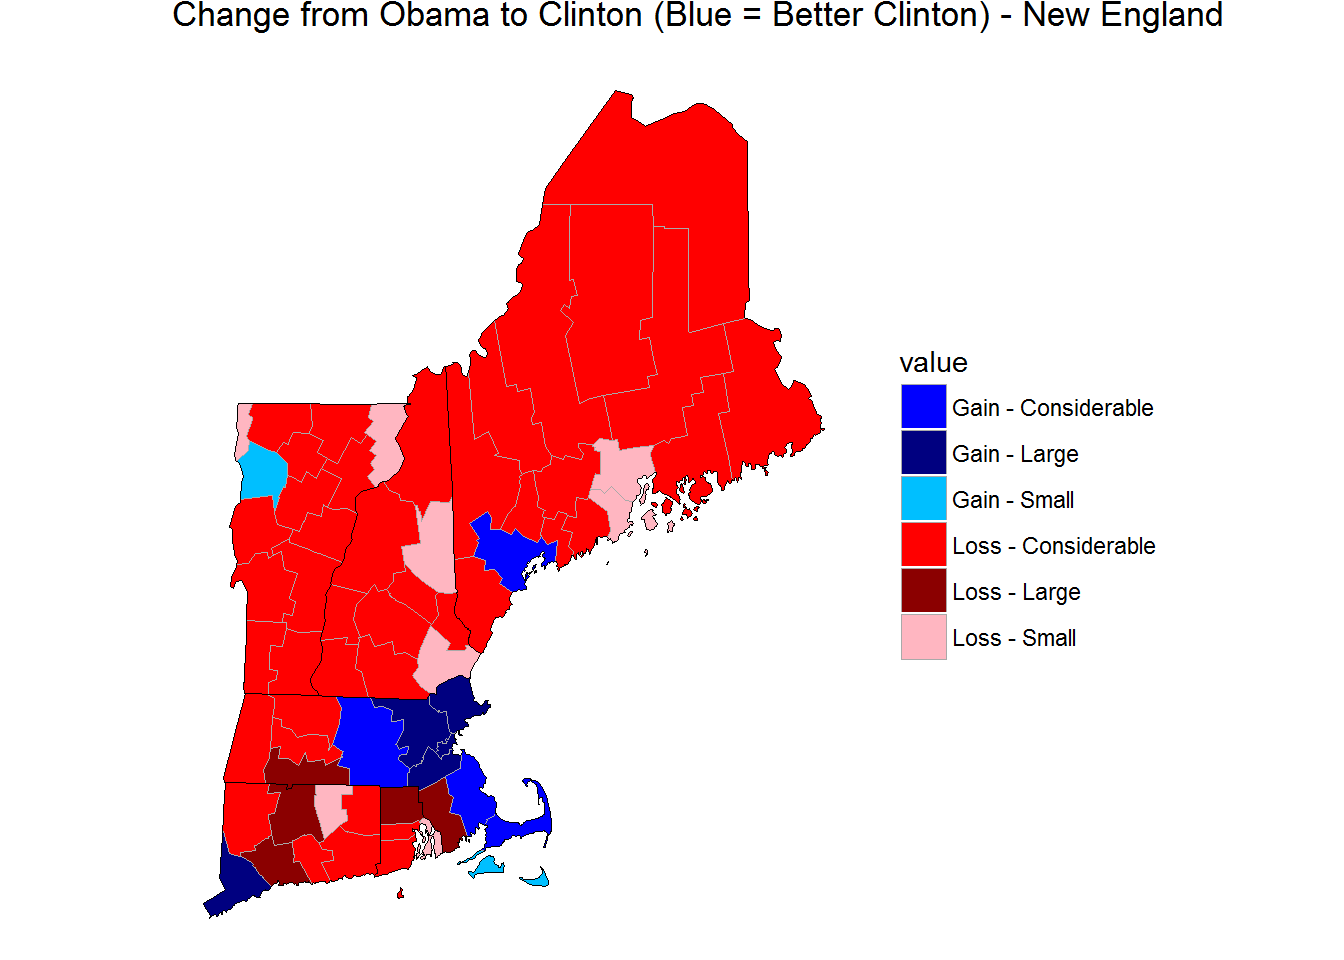 Change from Obama to Clinton (Blue = Better Clinton) - New England
value
Gain - Considerable
Gain - Large
Gain - Small
Loss - Considerable
Loss - Large
Loss - Small